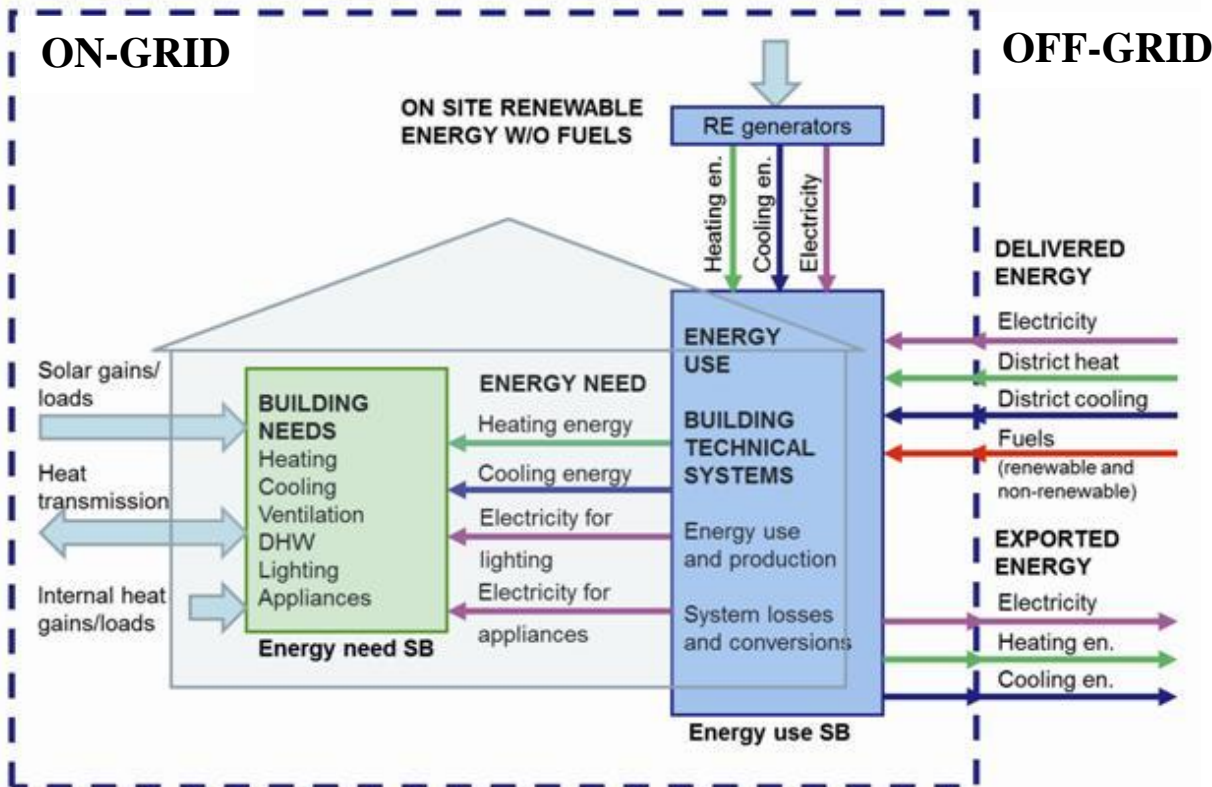 ON-GRID
OFF-GRID
ON SITE RENEWABLE
ENERGY W/O FUELS
RE generators
Heating en.
Cooling en.
Electricity
DELIVERED
ENERGY
Electricity
District heat
District cooling
Fuels
(renewable and
non-renewable)
EXPORTED
ENERGY
Electricity
Heating en.
Cooling en.
ENERGY
USE
BUILDING
TECHNICAL
SYSTEMS
Energy use
and production
System losses
and conversions
Energy use SB
ENERGY NEED
Heating energy
Cooling energy
Electricity for
lighting
Electricity for
appliances
BUILDING
NEEDS
Heating
Cooling
Ventilation
DHW
Lighting
Appliances
Energy need SB
Solar gains/
loads
Heat
transmission
Internal heat
gains/loads